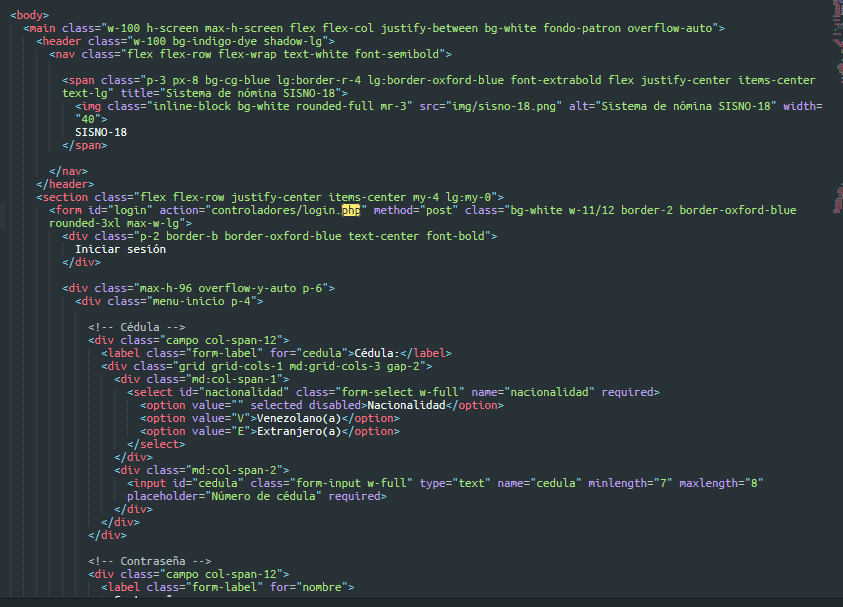 <body>
<main class="w-100 h-screen max-h-screen flex flex-col justify-between bg-white fondo-patron overflow-auto">
<header class="w-100 bg-indigo-dye shadow-lg">
<nav class="flex flex-row flex-wrap text-white font-semibold">
<span class="p-3 px-8 bg-cg-blue lg:border-r-4 lg:border-oxford-blue font-extrabold flex justify-center items-center
text-lg" title="Sistema de nómina SISNO-18">
<img class="inline-block bg-white rounded-full mr-3" src="img/sisno-18.png" alt="Sistema de nómina SISNO-18" width=
"40">
SISNO-18
</span>
</nav>
</header>
<section class="flex flex-row justify-center items-center my-4 lg:my-0">
<form id="login" action="controladores/login.php" method="post" class="bg-white w-11/12 border-2 border-oxford-blue
rounded-3xl max-w-lg">
<div class="p-2 border-b border-oxford-blue text-center font-bold">
Iniciar sesión
</div>
<div class="max-h-96 overflow-y-auto p-6">
<div class="menu-inicio p-4">
<!-- Cédula -->
<div class="campo col-span-12">
<label class="form-label" for="cedula">Cédula:</label>
<div class="grid grid-cols-1 md:grid-cols-3 gap-2">
<div class="md:col-span-1">
<select id="nacionalidad" class="form-select w-full" name="nacionalidad" required>
<option value="" selected disabled>Nacionalidad</option>
<option value="V">Venezolano(a)</option>
<option value="E">Extranjero(a)</option>
</select>
</div>
<div class="md:col-span-2">
<input id="cedula" class="form-input w-full" type="text" name="cedula" minlength="7" maxlength="8"
placeholder="Número de cédula" required>
</div>
</div>
</div>
<!-- Contraseña -->
<div class="campo col-span-12">
<label class="form-label" for="nombre">